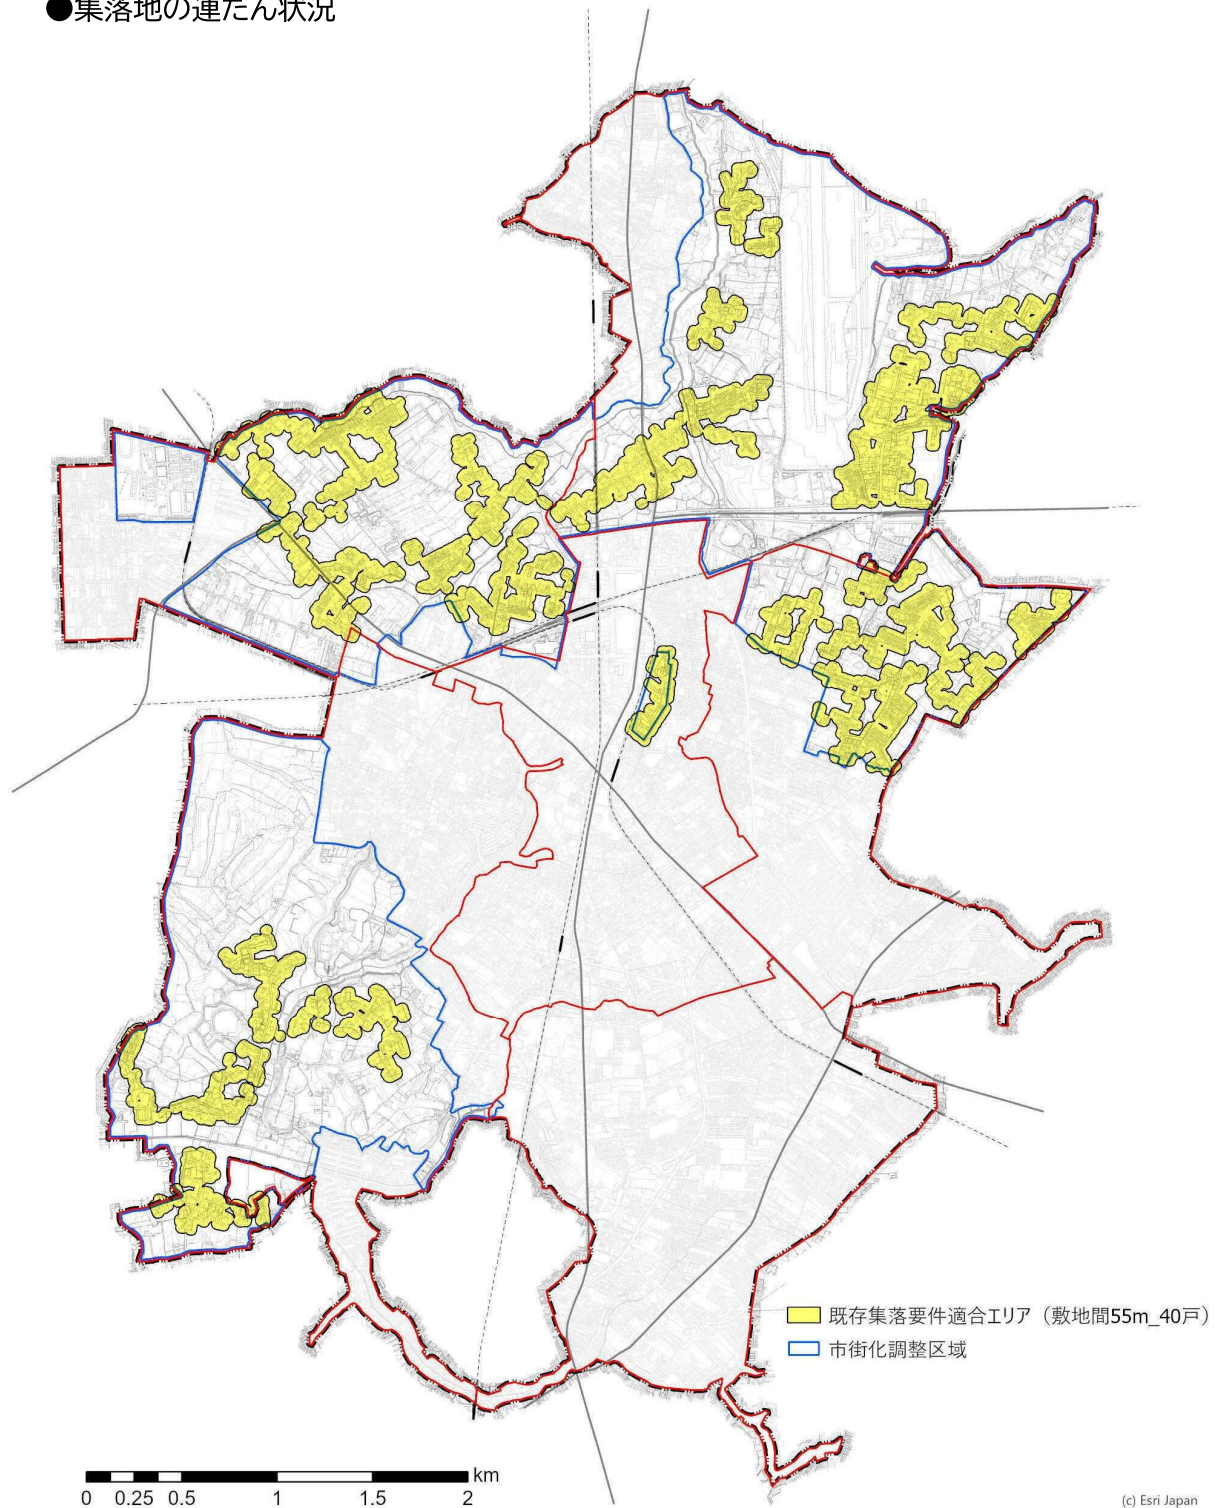 ●集落地の連たん状況
既存集落要件適合エリア（敷地間55m_40戸）
市街化調整区域
km
0 0.25 0.5 1 1.5 2
(c) Esri Japan